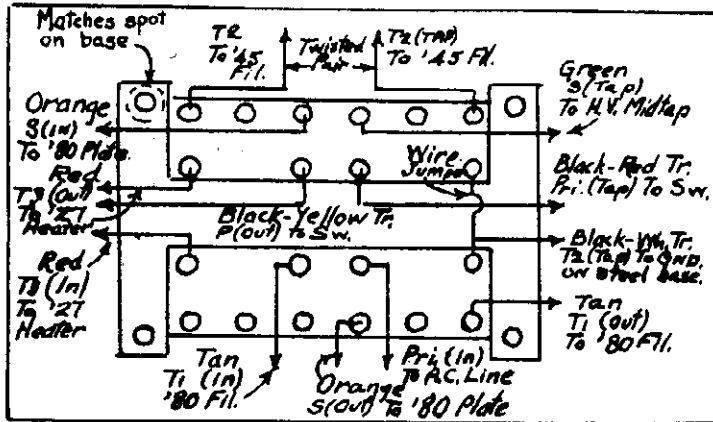 Matches spot
on base
T2
To '45
Fil.
Twisted
Pair
T2 (TAP)
To '45 Fil.
Green
S (Tap)
To H.V. Midtap
Orange
S (IN)
To '80 Plate
Red
T3 (Out)
To '27
Heater
Wire
Jumper
Black-Red Tr.
Pri. (Tap) To Sw.
Black-Yellow Tr.
P (Out) to Sw.
Black-Wh. Tr.
T2 (Tap) To GND.
ON Steel base.
Red
T3 (In)
To '27
Heater
Tan
T1 (Out)
To '80 Fil.
Tan
T1 (In)
'80 Fil.
Orange
S (Out) To '80 Plate
Pri. (In)
To A.C. Line